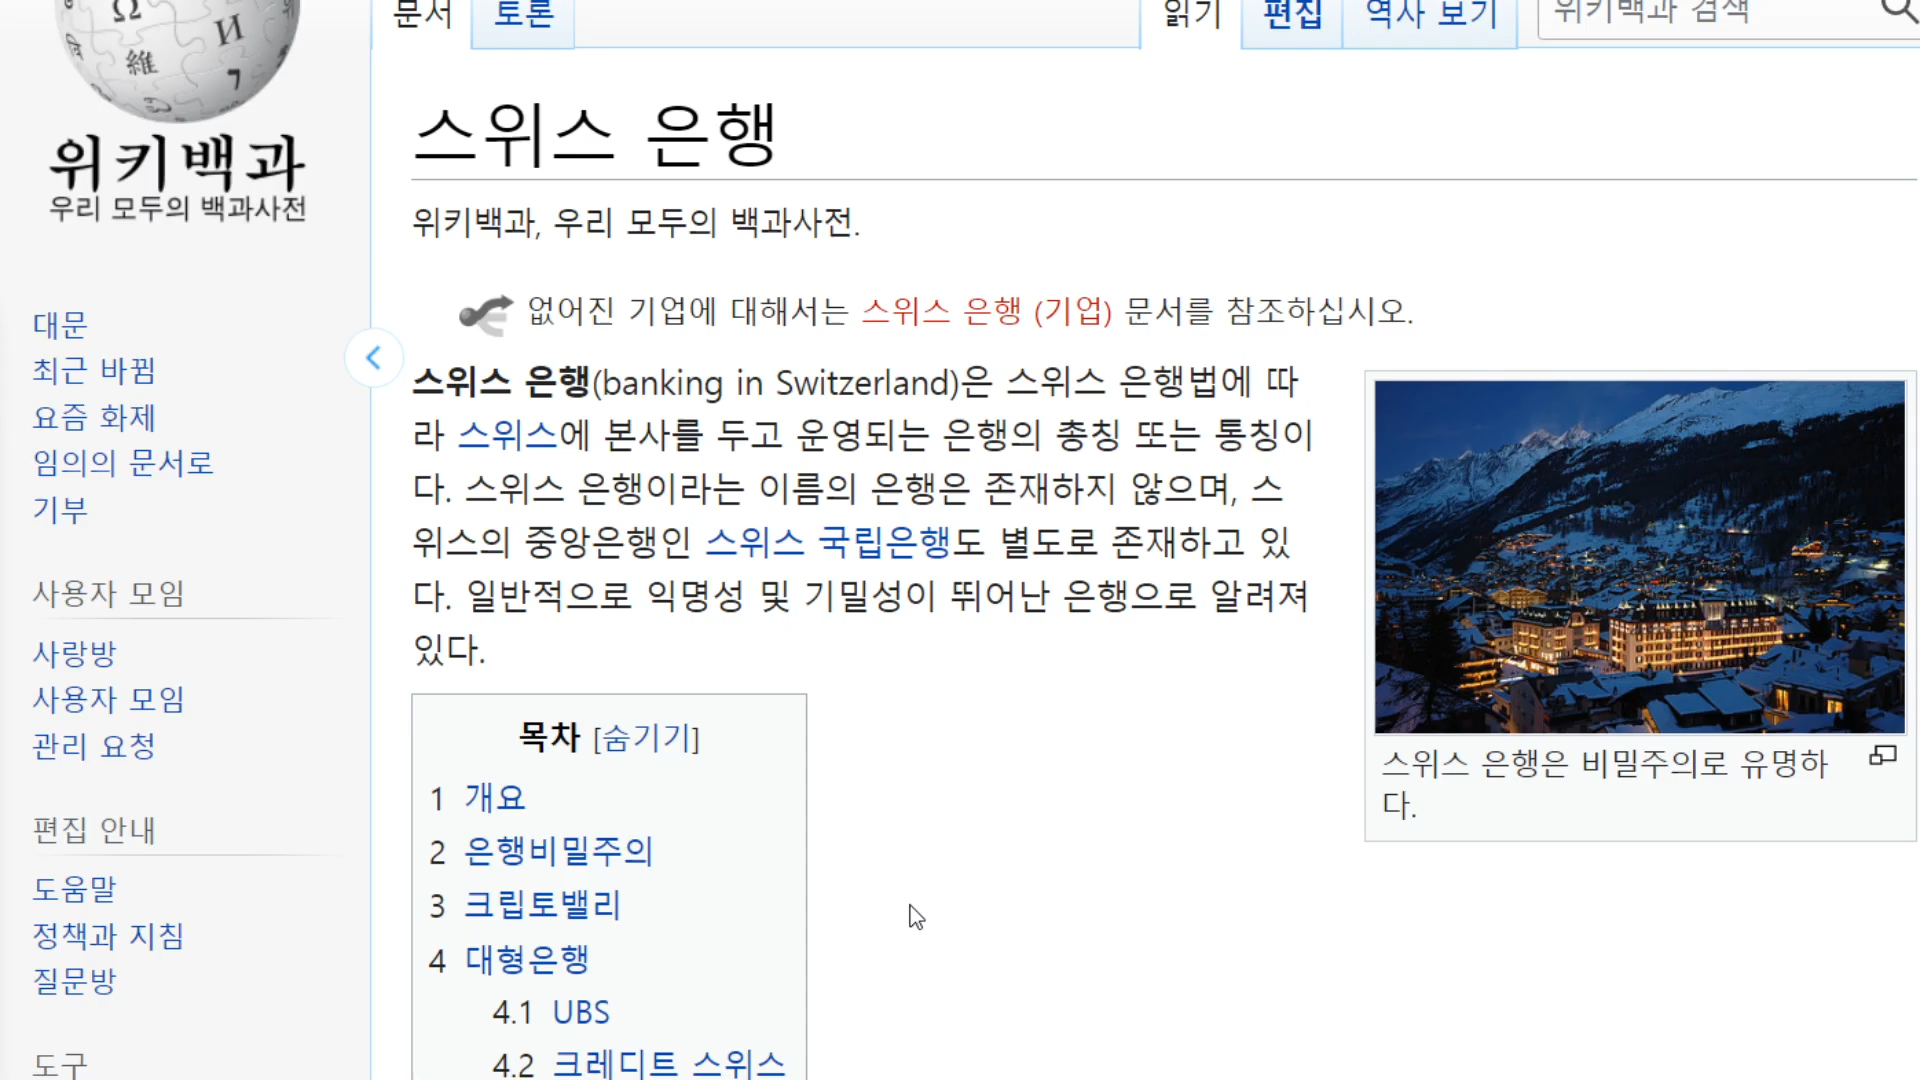 문서 토론 읽기 편집 역사 보기 위키백과 검색
위키백과
우리 모두의 백과사전
대문
최근 바뀜
요즘 화제
임의의 문서로
기부
사용자 모임
사랑방
사용자 모임
관리 요청
편집 안내
도움말
정책과 지침
질문방
도구
스위스 은행
위키백과, 우리 모두의 백과사전.
없어진 기업에 대해서는 스위스 은행 (기업) 문서를 참조하십시오.
스위스 은행(banking in Switzerland)은 스위스 은행법에 따
라 스위스에 본사를 두고 운영되는 은행의 총칭 또는 통칭이
다. 스위스 은행이라는 이름의 은행은 존재하지 않으며, 스
위스의 중앙은행인 스위스 국립은행도 별도로 존재하고 있
다. 일반적으로 익명성 및 기밀성이 뛰어난 은행으로 알려져
있다.
스위스 은행은 비밀주의로 유명하
다.
목차 [숨기기]
1 개요
2 은행비밀주의
3 크립토밸리
4 대형은행
4.1 UBS
4.2 크레디트 스위스